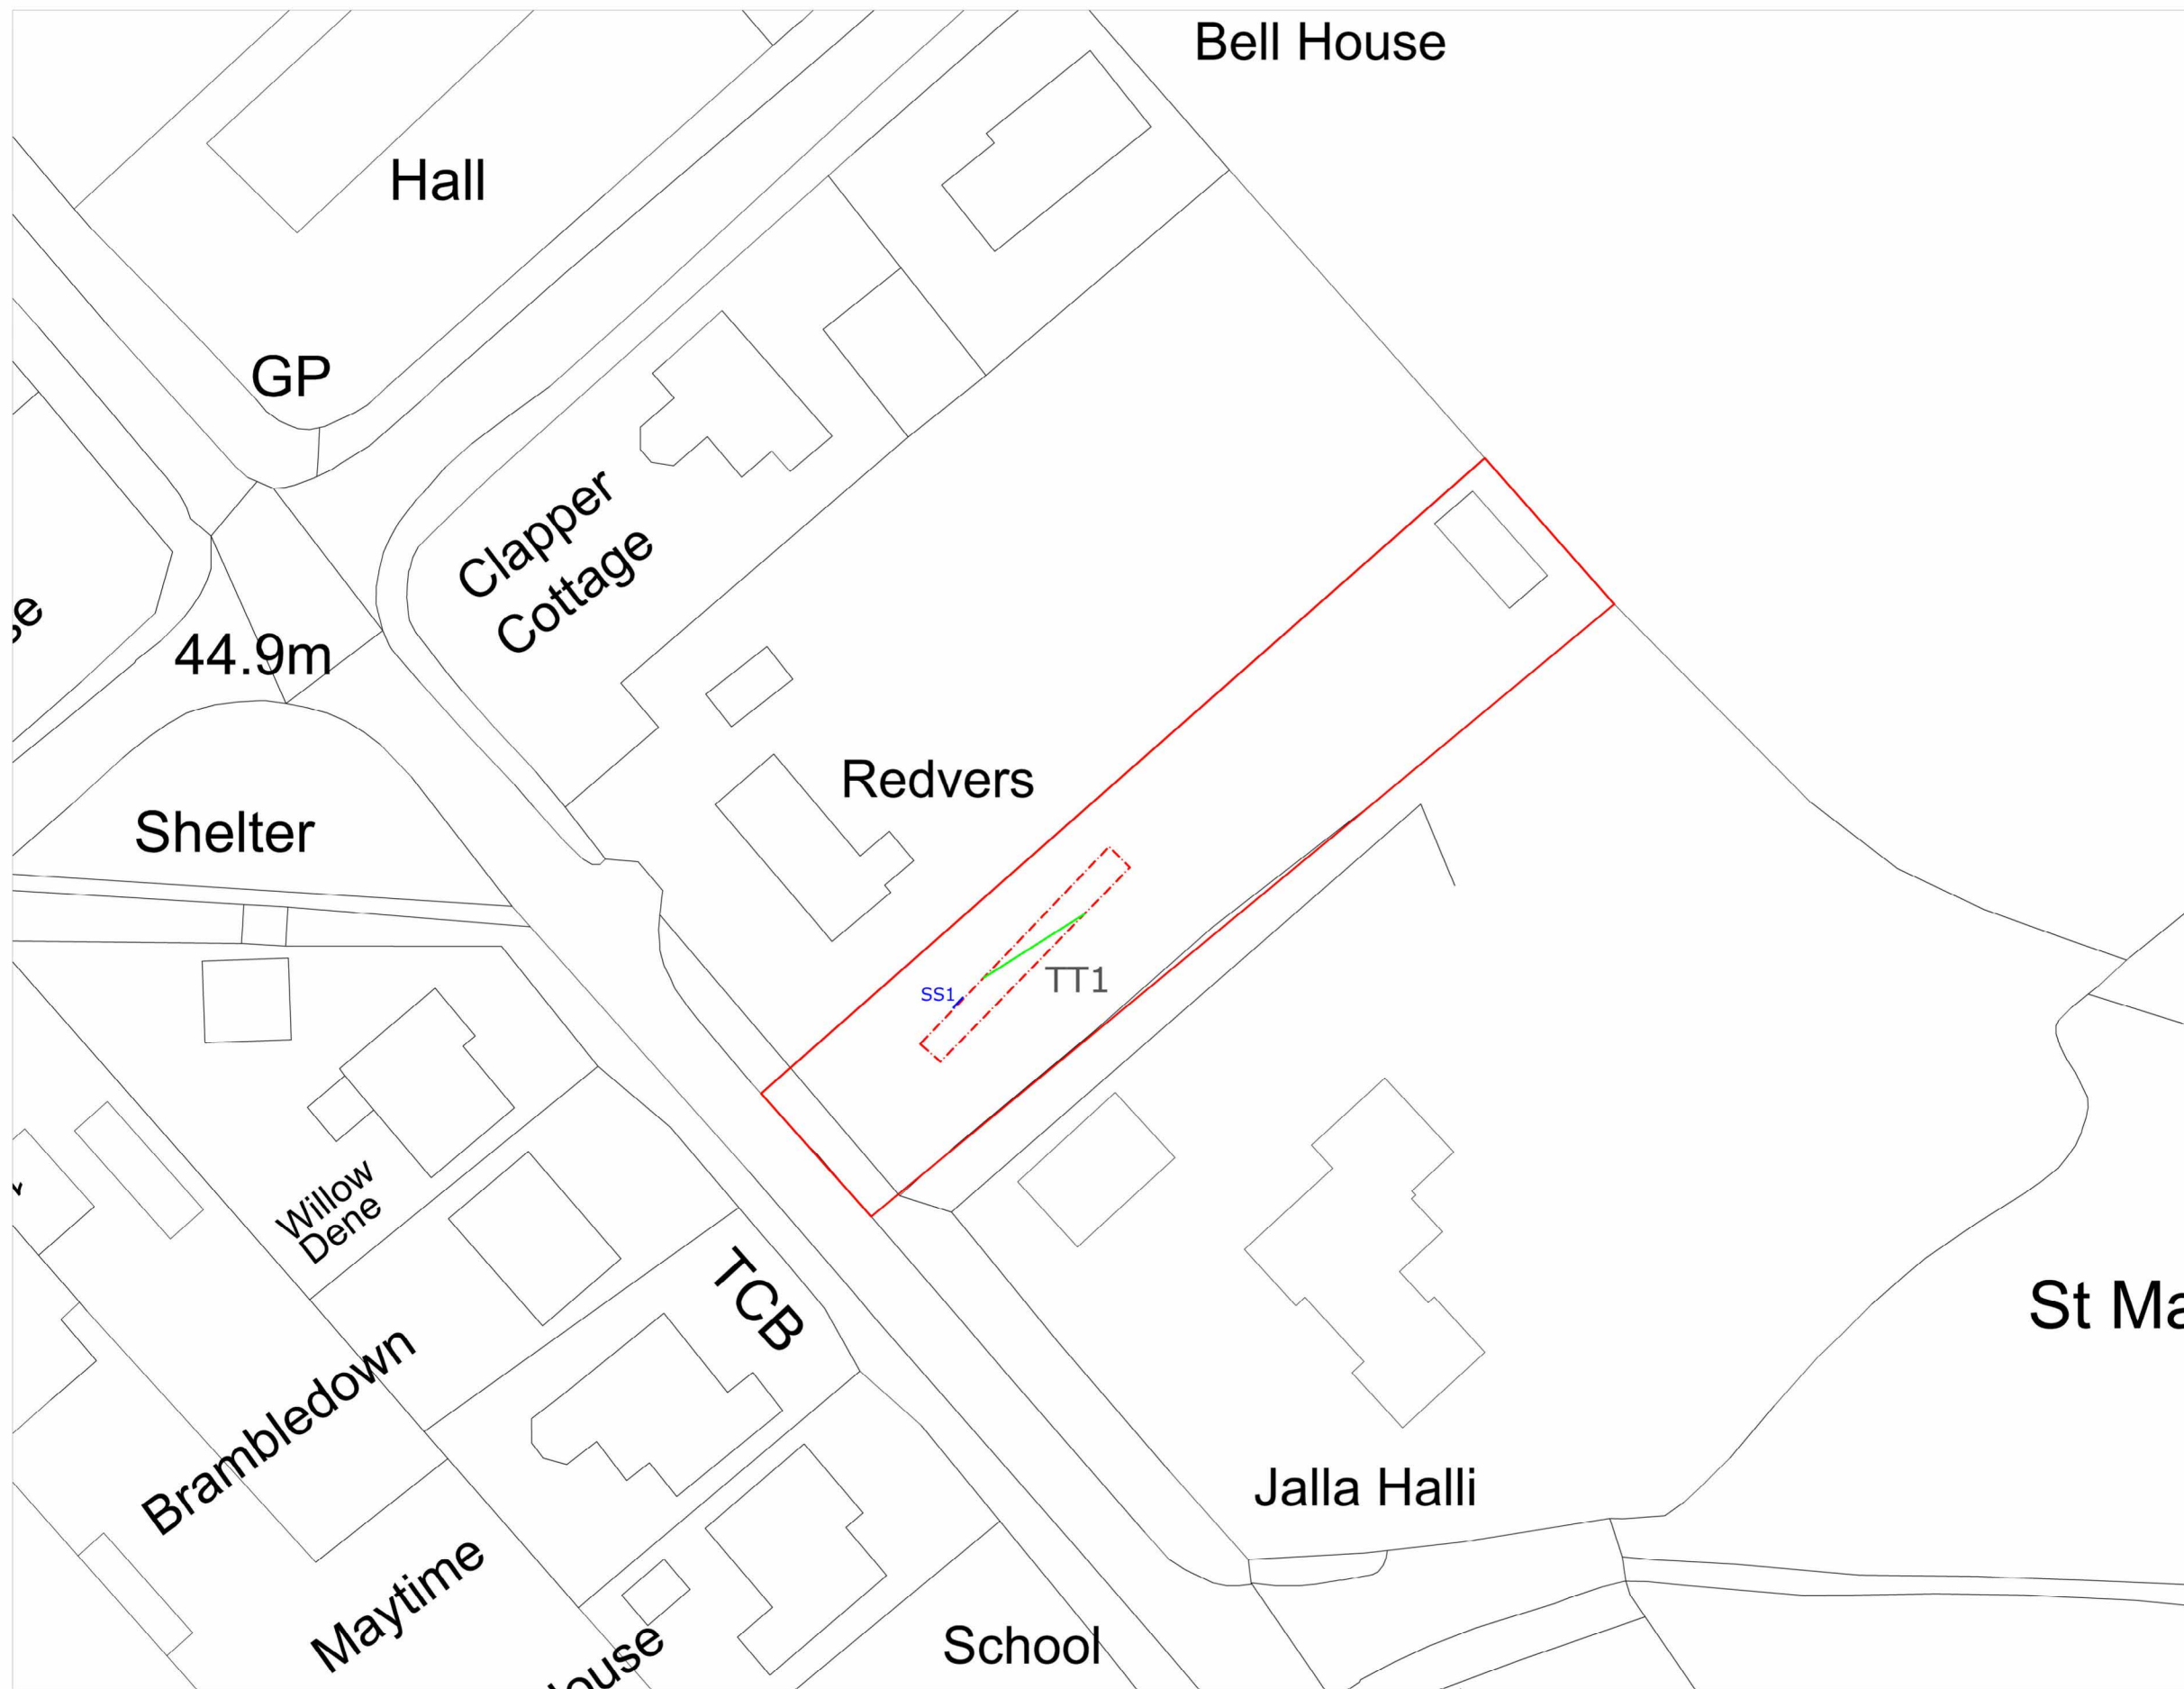 Bell House
Hall
GP
Clapper
Cottage
44.9m
Redvers
Shelter
SS1
TT1
Willow
Dene
TCB
St Ma
Brambledown
Jalla Halli
Maytime
School